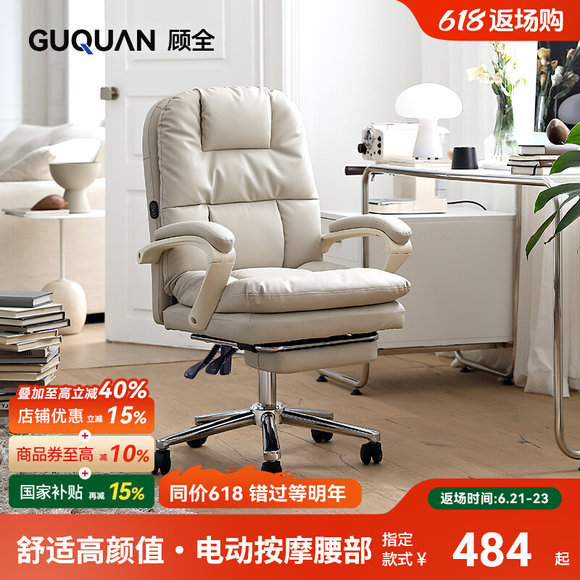 GUQUAN 顾全
618 返场购
叠加至高立减40%
店铺优惠 立减 15%
+
商品券至高 减 10%
+
国家补贴 再减 15%
同价618 错过等明年
返场时间:6.21-23
舒适高颜值·电动按摩腰部
指定款式¥ 484 起